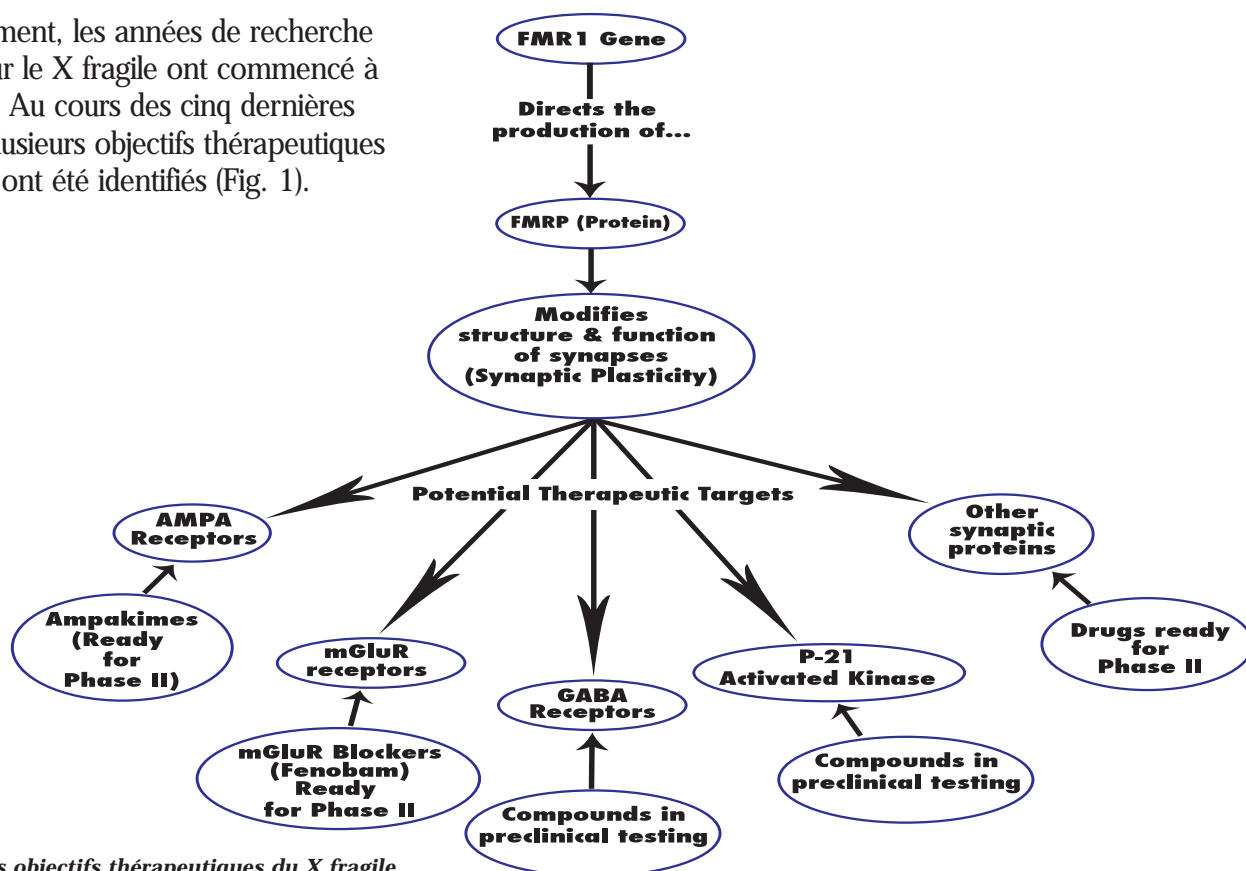 ment, les années de recherche
ur le X fragile ont commencé à
Au cours des cinq dernières
lusieurs objectifs thérapeutiques
ont été identifiés (Fig. 1).
FMR1 Gene
Directs the
production of...
FMRP (Protein)
Modifies
structure & function
of synapses
(Synaptic Plasticity)
Potential Therapeutic Targets
AMPA
Receptors
Ampakimes
(Ready
for
Phase II)
mGluR
receptors
mGluR Blockers
(Fenobam)
Ready
for Phase II
GABA
Receptors
Compounds in
preclinical testing
P-21
Activated Kinase
Compounds in
preclinical testing
Other
synaptic
proteins
Drugs ready
for
Phase II
s objectifs thérapeutiques du X fragile